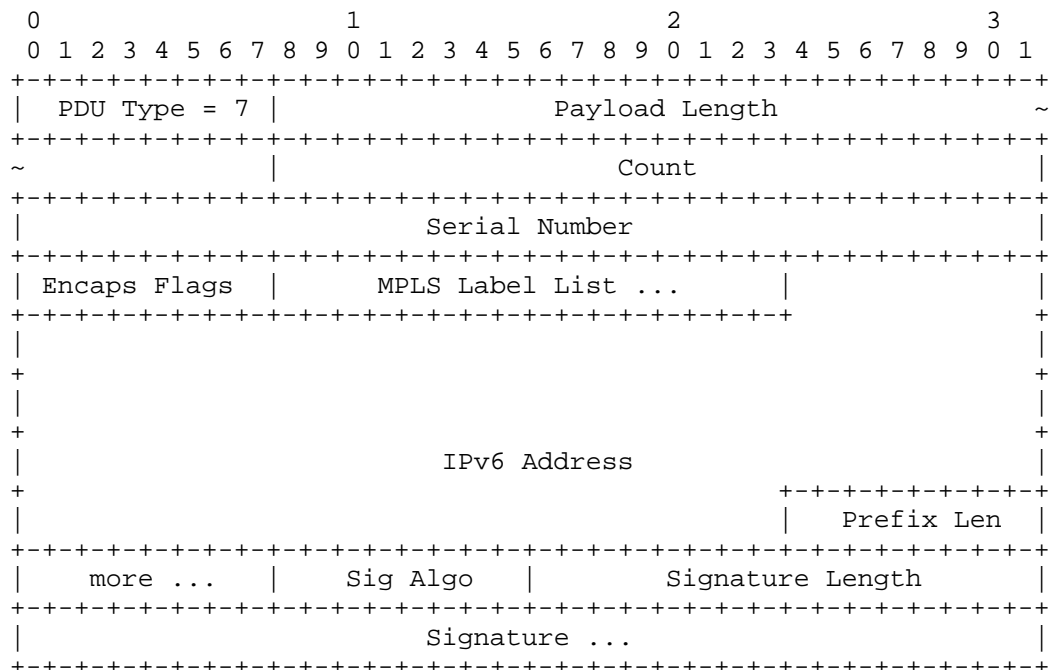 0                   1                   2                   3
 0 1 2 3 4 5 6 7 8 9 0 1 2 3 4 5 6 7 8 9 0 1 2 3 4 5 6 7 8 9 0 1
+-+-+-+-+-+-+-+-+-+-+-+-+-+-+-+-+-+-+-+-+-+-+-+-+-+-+-+-+-+-+-+-+
|  PDU Type = 7 |                 Payload Length                ~
+-+-+-+-+-+-+-+-+-+-+-+-+-+-+-+-+-+-+-+-+-+-+-+-+-+-+-+-+-+-+-+-+
~               |                     Count                     |
+-+-+-+-+-+-+-+-+-+-+-+-+-+-+-+-+-+-+-+-+-+-+-+-+-+-+-+-+-+-+-+-+
|                         Serial Number                         |
+-+-+-+-+-+-+-+-+-+-+-+-+-+-+-+-+-+-+-+-+-+-+-+-+-+-+-+-+-+-+-+-+
| Encaps Flags  |      MPLS Label List ...      |               |
+-+-+-+-+-+-+-+-+-+-+-+-+-+-+-+-+-+-+-+-+-+-+-+-+               +
|                                                               |
+                                                               +
|                                                               |
+                                                               +
|                          IPv6 Address                         |
+                                               +-+-+-+-+-+-+-+-+
|                                               |   Prefix Len  |
+-+-+-+-+-+-+-+-+-+-+-+-+-+-+-+-+-+-+-+-+-+-+-+-+-+-+-+-+-+-+-+-+
|    more ...   |    Sig Algo   |        Signature Length       |
+-+-+-+-+-+-+-+-+-+-+-+-+-+-+-+-+-+-+-+-+-+-+-+-+-+-+-+-+-+-+-+-+
|                         Signature ...                         |
+-+-+-+-+-+-+-+-+-+-+-+-+-+-+-+-+-+-+-+-+-+-+-+-+-+-+-+-+-+-+-+-+